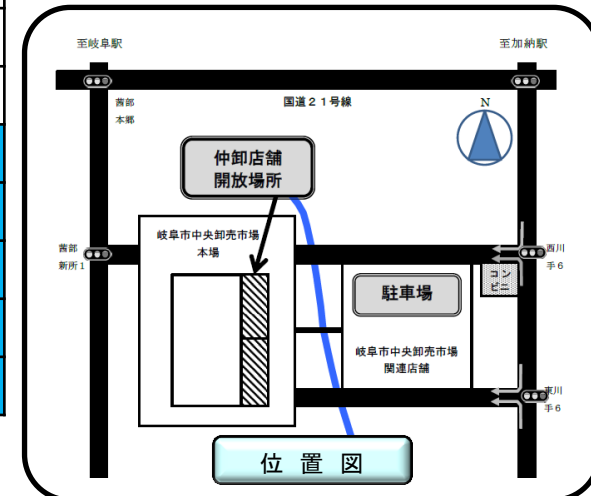 至岐阜駅
至加納駅
国道21号線
茜部
本郷
N
仲卸店舗
開放場所
岐阜市中央卸売市場
本場
茜部
新所1
西川
手6
コン
ビニ
駐車場
岐阜市中央卸売市場
関連店舗
東川
手6
位置図